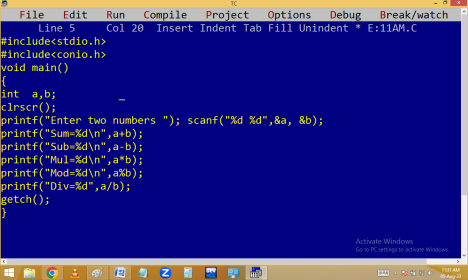 TC
File Edit Run Compile Project Options Debug Break/watch
Line 5 Col 20 Insert Indent Tab Fill Unindent * E:11AM.C
#include<stdio.h>
#include<conio.h>
void main()
{
int a,b;
clrscr();
printf("Enter two numbers "); scanf("%d %d",&a, &b);
printf("Sum=%d\n",a+b);
printf("Sub=%d\n",a-b);
printf("Mul=%d\n",a*b);
printf("Mod=%d\n",a%b);
printf("Div=%d",a/b);
getch();
}
Activate Windows
Go to PC settings to activate Windows.